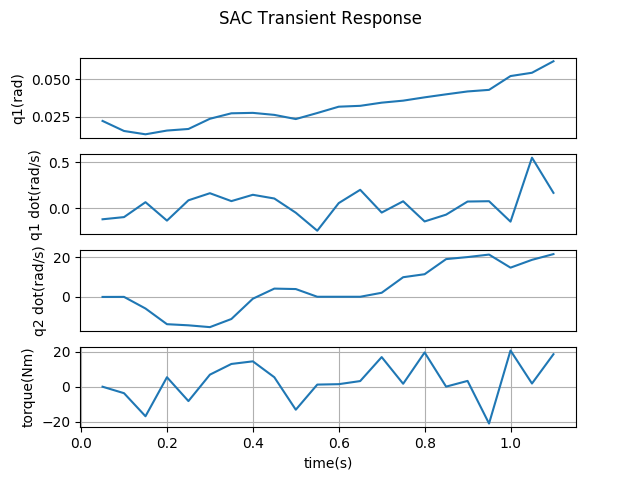 SAC Transient Response
q1(rad)
0.050
0.025
q1 dot(rad/s)
0.5
0.0
q2 dot(rad/s)
20
0
torque(Nm)
20
0
−20
0.0 0.2 0.4 0.6 0.8 1.0
time(s)